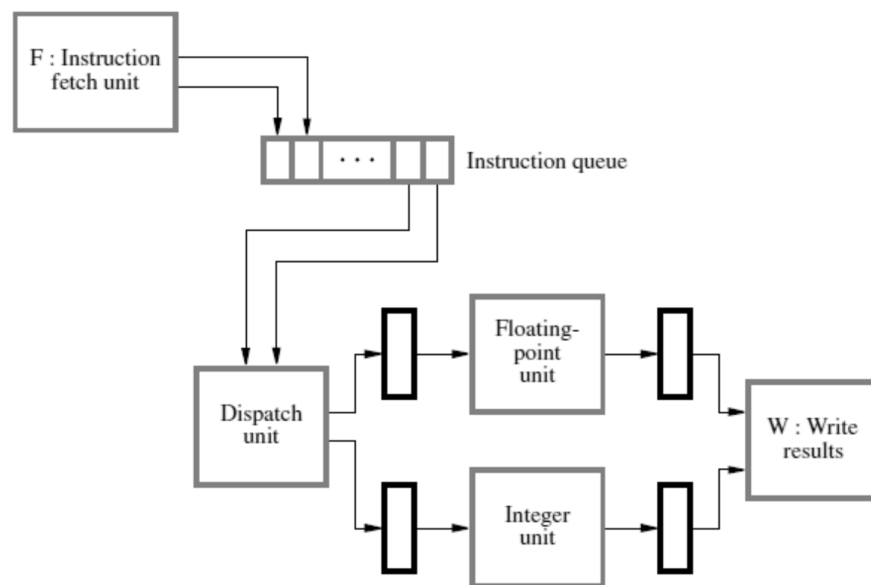 F : Instruction
fetch unit
. . .
Instruction queue
Floating-
point
unit
Dispatch
unit
W : Write
results
Integer
unit